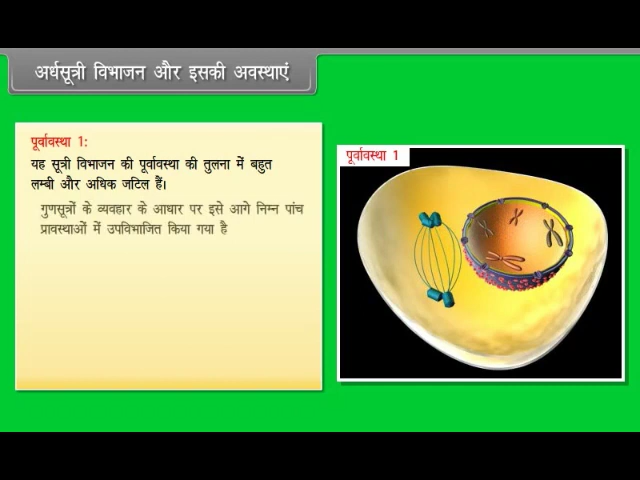 अर्धसूत्री विभाजन और इसकी अवस्थाएं
पूर्वावस्था 1:
यह सूत्री विभाजन की पूर्वावस्था की तुलना में बहुत
लम्बी और अधिक जटिल हैं।
गुणसूत्रों के व्यवहार के आधार पर इसे आगे निम्न पांच
प्रावस्थाओं में उपविभाजित किया गया है
पूर्वावस्था 1